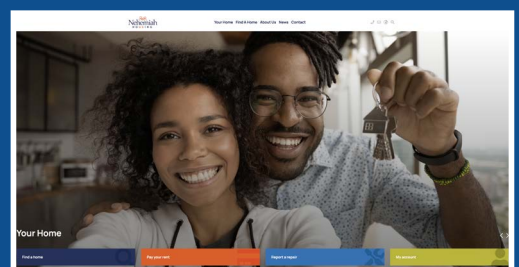 Nehemiah
HOUSING
Your Home Find A Home About Us News Contact
Your Home
Find a home
Pay your rent
Report a repair
My account